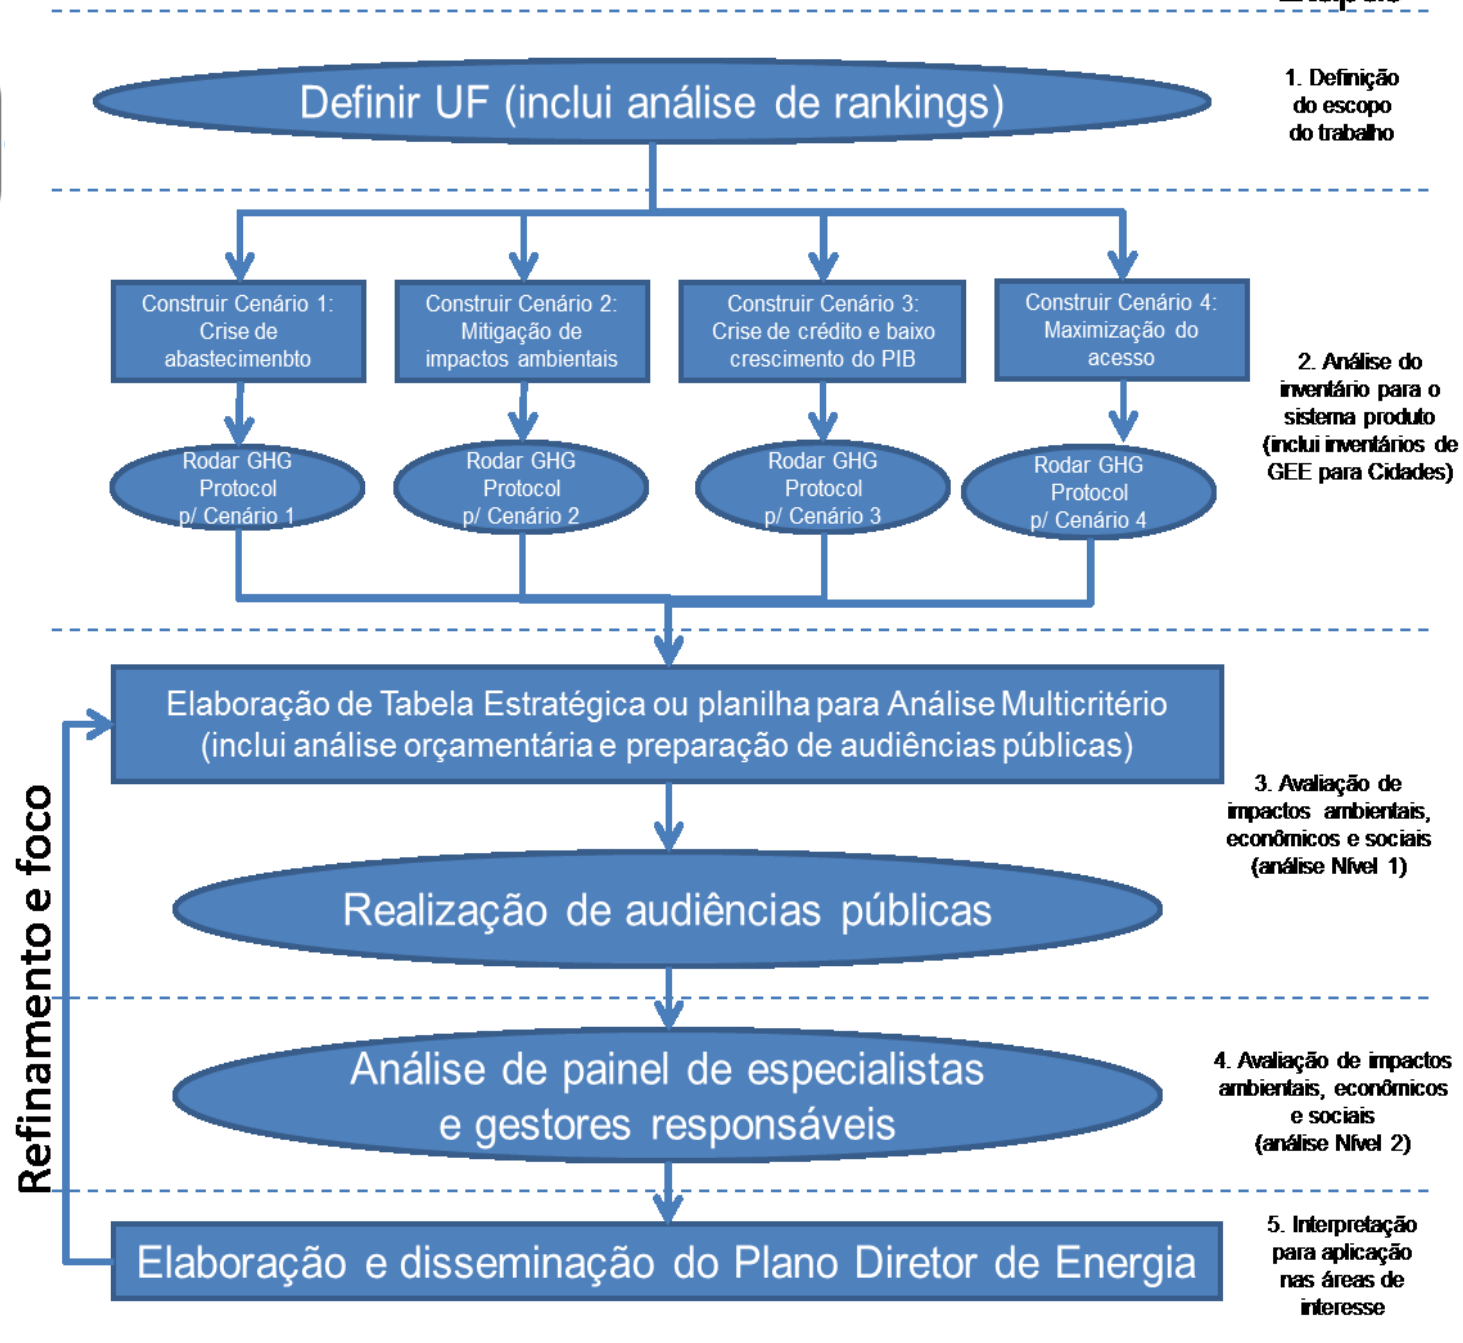 Definir UF (inclui análise de rankings)
1. Definição
do escopo
do trabalho
Construir Cenário 1:
Crise de
abastecimenbto
Construir Cenário 2:
Mitigação de
impactos ambientais
Construir Cenário 3:
Crise de crédito e baixo
crescimento do PIB
Construir Cenário 4:
Maximização do
acesso
Rodar GHG
Protocol
p/ Cenário 1
Rodar GHG
Protocol
p/ Cenário 2
Rodar GHG
Protocol
p/ Cenário 3
Rodar GHG
Protocol
p/ Cenário 4
2. Análise do
inventário para o
sistema produto
(inclui inventários de
GEE para Cidades)
Elaboração de Tabela Estratégica ou planilha para Análise Multicritério
(inclui análise orçamentária e preparação de audiências públicas)
Realização de audiências públicas
3. Avaliação de
impactos ambientais,
econômicos e sociais
(análise Nível 1)
Refinamento e foco
Análise de painel de especialistas
e gestores responsáveis
4. Avaliação de impactos
ambientais, econômicos
e sociais
(análise Nível 2)
Elaboração e disseminação do Plano Diretor de Energia
5. Interpretação
para aplicação
nas áreas de
interesse